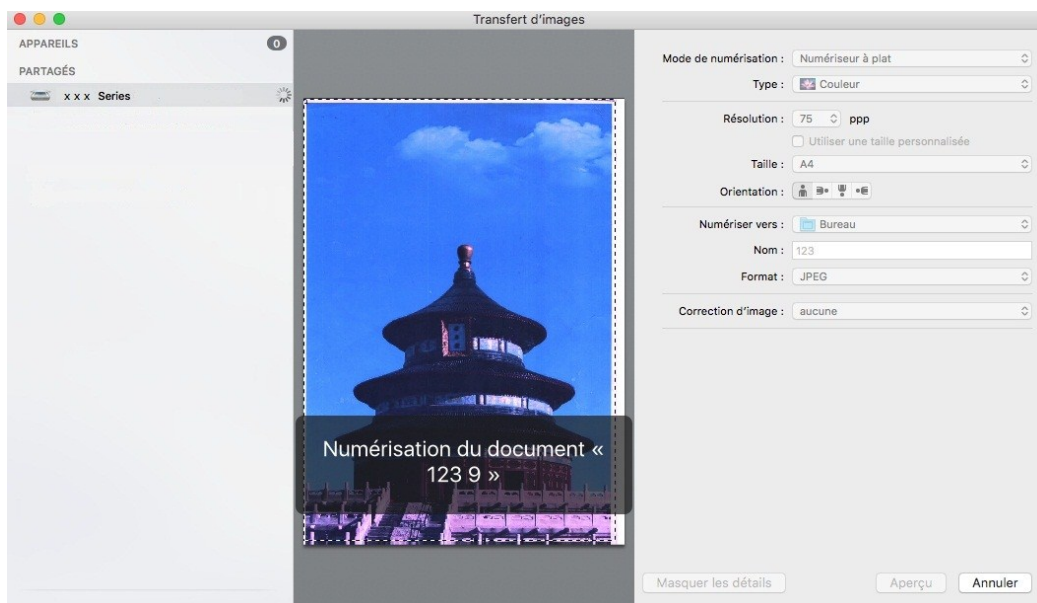 Transfert d'images
APPAREILS 0
PARTAGÉS
x x x Series
Mode de numérisation : Numériseur à plat
Type : Couleur
Résolution : 75 ppp
Utiliser une taille personnalisée
Taille : A4
Orientation :
Numériser vers : Bureau
Nom : 123
Format : JPEG
Correction d'image : aucune
Numérisation du document «
123 9 »
Masquer les détails Aperçu Annuler